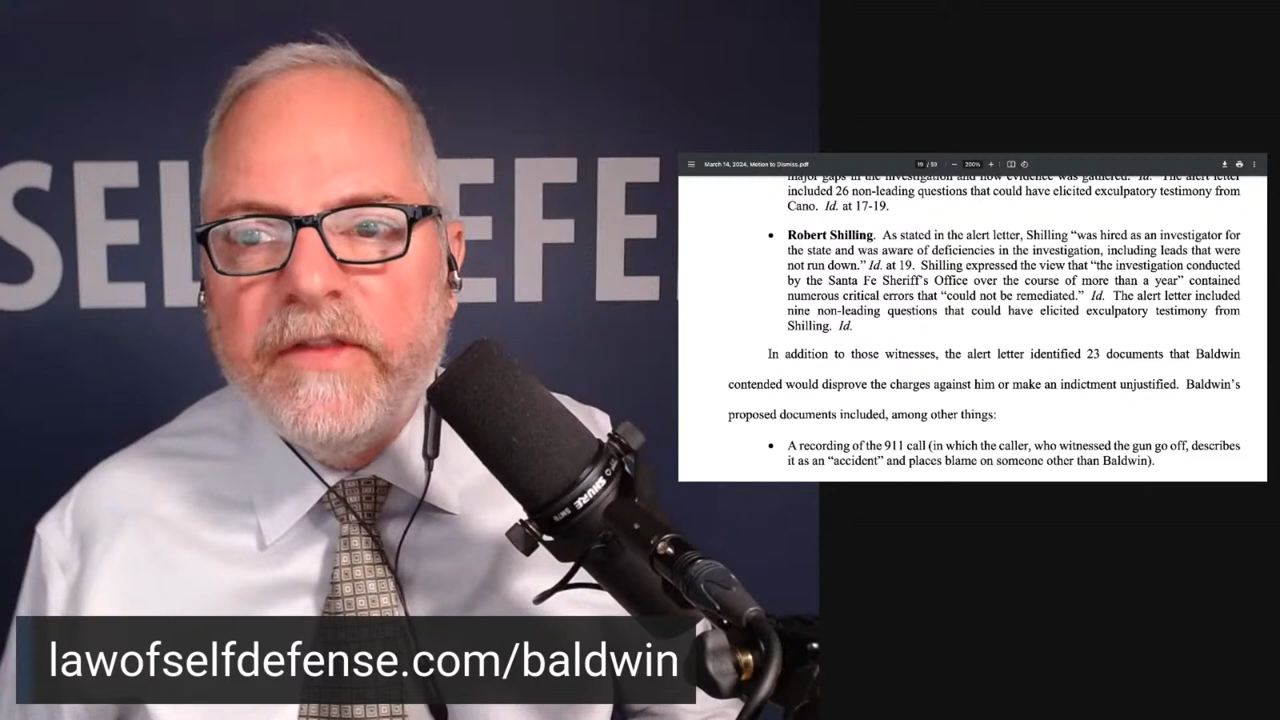 SELF DEFE
March 14, 2024, Motion to Dismiss.pdf
19 / 59
200%
major gaps in the investigation and how evidence was gathered. Id. The alert letter
included 26 non-leading questions that could have elicited exculpatory testimony from
Cano. Id. at 17-19.
• Robert Shilling. As stated in the alert letter, Shilling “was hired as an investigator for
the state and was aware of deficiencies in the investigation, including leads that were
not run down.” Id. at 19. Shilling expressed the view that “the investigation conducted
by the Santa Fe Sheriff’s Office over the course of more than a year” contained
numerous critical errors that “could not be remediated.” Id. The alert letter included
nine non-leading questions that could have elicited exculpatory testimony from
Shilling. Id.
In addition to those witnesses, the alert letter identified 23 documents that Baldwin
contended would disprove the charges against him or make an indictment unjustified. Baldwin’s
proposed documents included, among other things:
• A recording of the 911 call (in which the caller, who witnessed the gun go off, describes
it as an “accident” and places blame on someone other than Baldwin).
SHURE
lawofselfdefense.com/baldwin